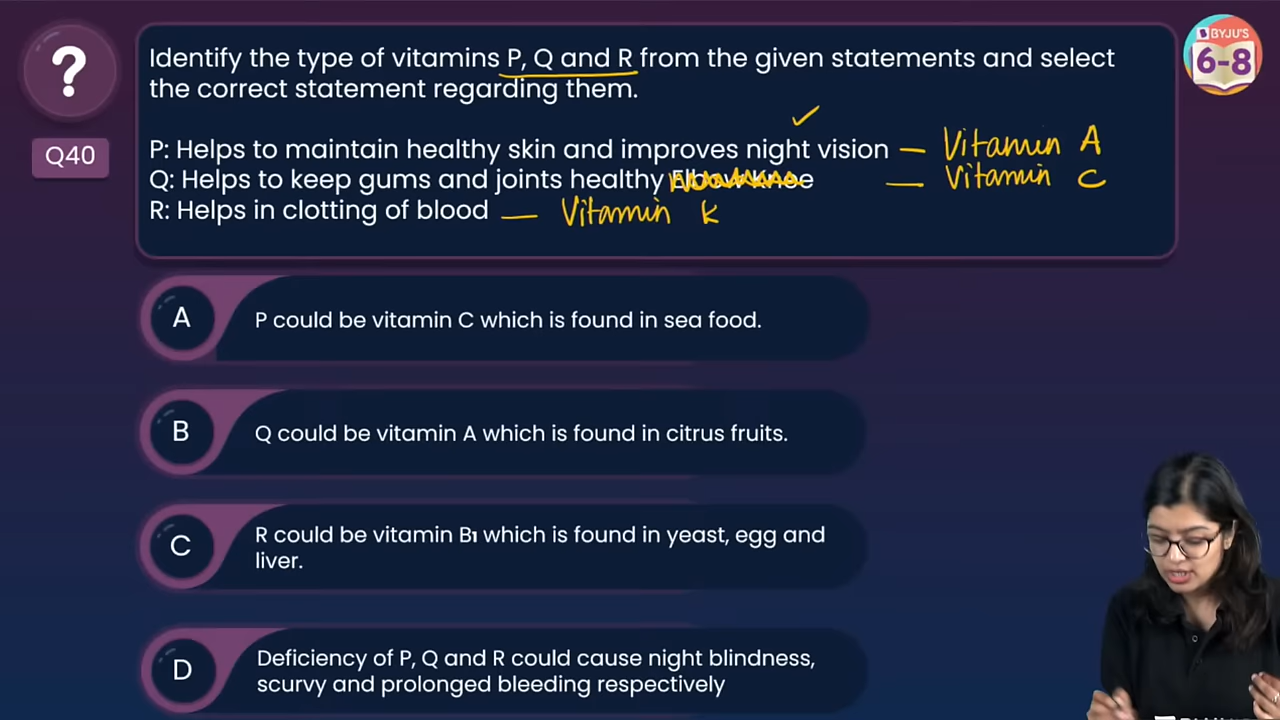 ?
BYJU'S
6-8
Identify the type of vitamins P, Q and R from the given statements and select
the correct statement regarding them.
Q40
P: Helps to maintain healthy skin and improves night vision — Vitamin A
Q: Helps to keep gums and joints healthy Elbow knee — Vitamin C
R: Helps in clotting of blood — Vitamin K
A
P could be vitamin C which is found in sea food.
B
Q could be vitamin A which is found in citrus fruits.
C
R could be vitamin B1 which is found in yeast, egg and
liver.
D
Deficiency of P, Q and R could cause night blindness,
scurvy and prolonged bleeding respectively